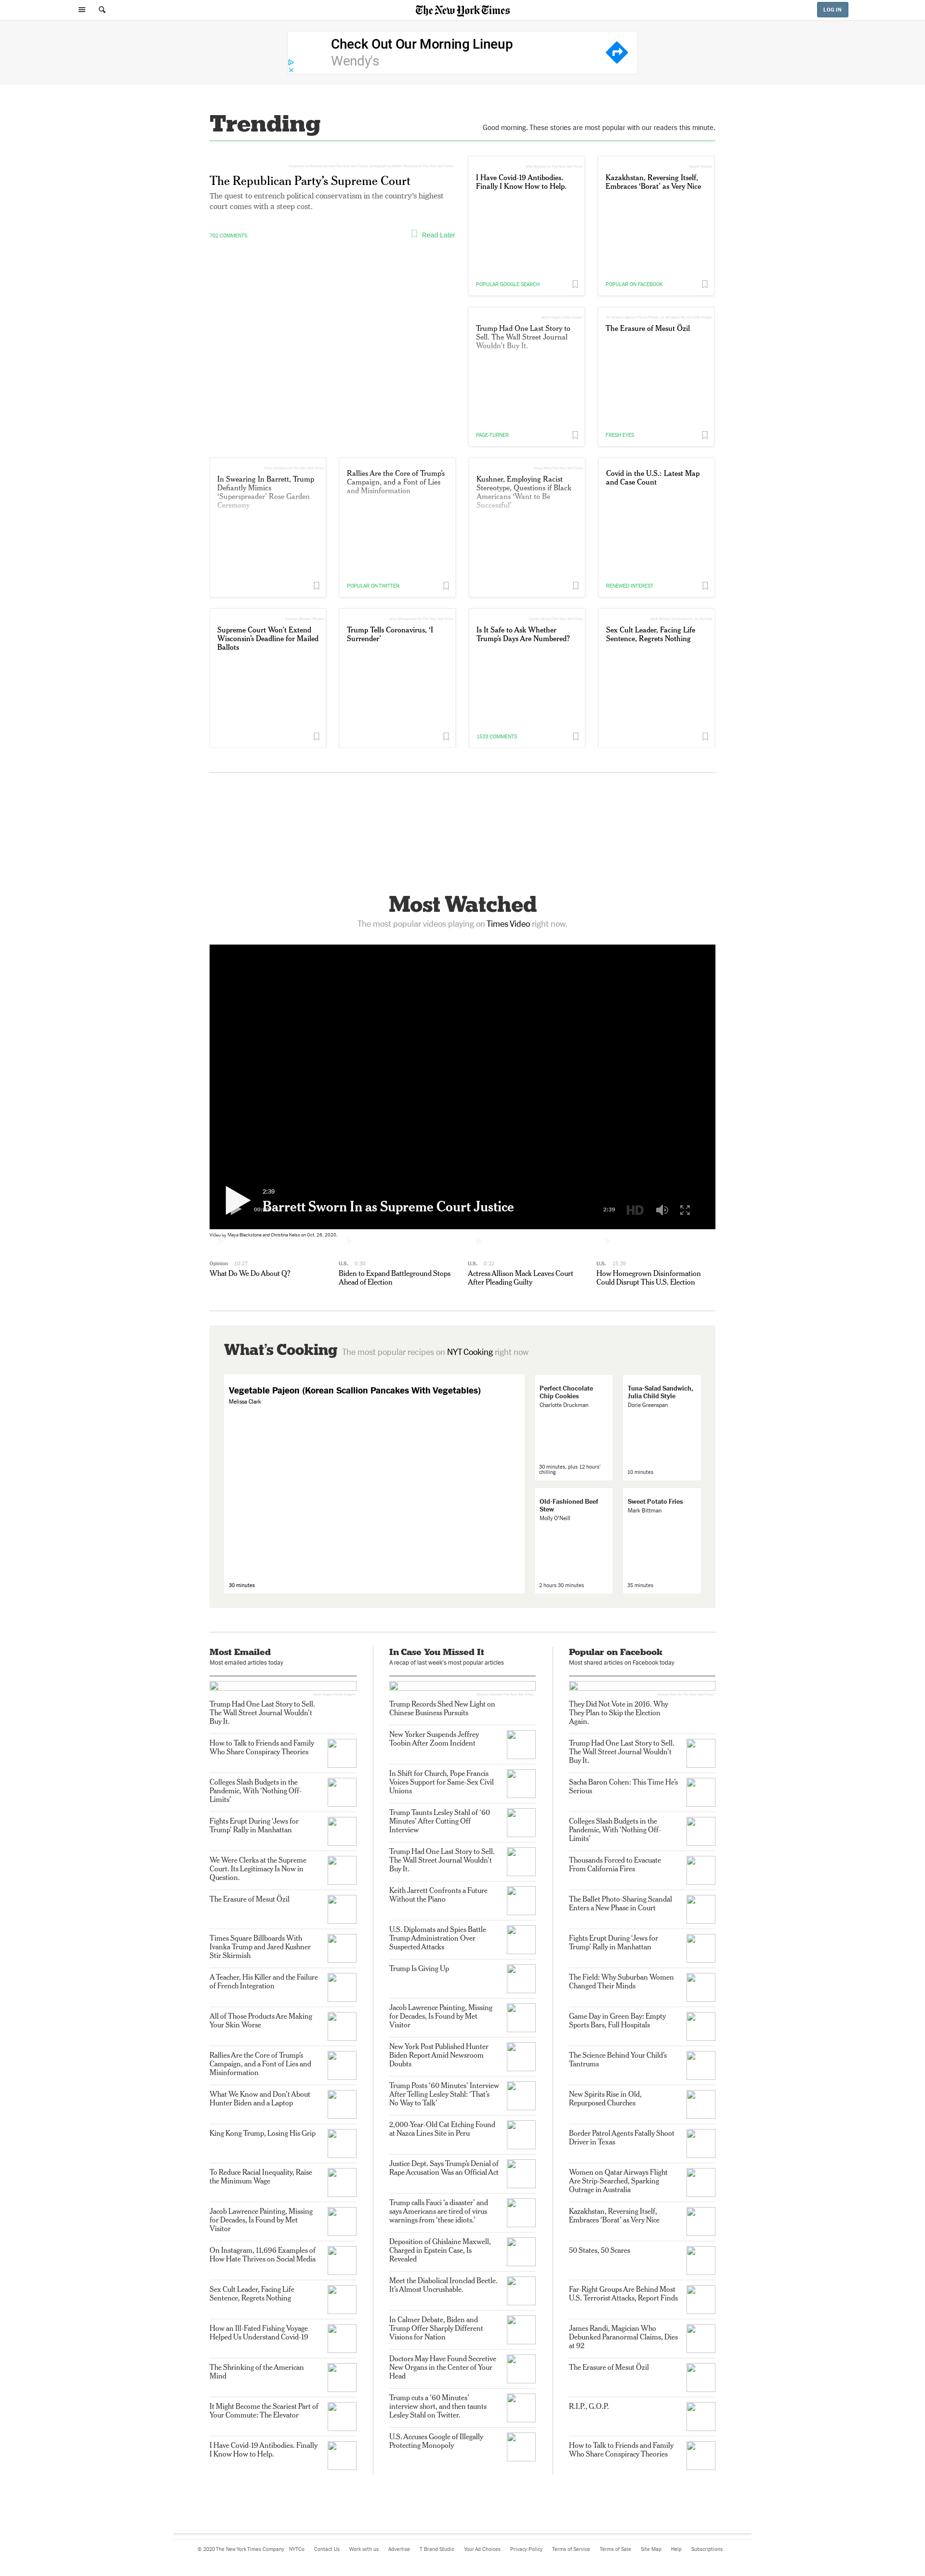 The New York Times
LOG IN
Check Out Our Morning Lineup
Wendy's
Trending
Good morning. These stories are most popular with our readers this minute.
The Republican Party's Supreme Court
The quest to entrench political conservatism in the country's highest
court comes with a steep cost.
702 COMMENTS
Read Later
I Have Covid-19 Antibodies.
Finally I Know How to Help.
POPULAR GOOGLE SEARCH
Kazakhstan, Reversing Itself,
Embraces 'Borat' as Very Nice
POPULAR ON FACEBOOK
Trump Had One Last Story to
Sell. The Wall Street Journal
Wouldn't Buy It.
PAGE-TURNER
The Erasure of Mesut Özil
FRESH EYES
In Swearing In Barrett, Trump
Defiantly Mimics
'Superspreader' Rose Garden
Ceremony
Rallies Are the Core of Trump's
Campaign, and a Font of Lies
and Misinformation
POPULAR ON TWITTER
Kushner, Employing Racist
Stereotype, Questions if Black
Americans 'Want to Be
Successful'
Covid in the U.S.: Latest Map
and Case Count
RENEWED INTEREST
Supreme Court Won't Extend
Wisconsin's Deadline for Mailed
Ballots
Trump Tells Coronavirus, 'I
Surrender'
Is It Safe to Ask Whether
Trump's Days Are Numbered?
1533 COMMENTS
Sex Cult Leader, Facing Life
Sentence, Regrets Nothing
Most Watched
The most popular videos playing on Times Video right now.
2:39
Barrett Sworn In as Supreme Court Justice
2:39
HD
Video by Maya Blackstone and Christina Kelso on Oct. 26, 2020.
Opinion 10:27
What Do We Do About Q?
U.S. 0:30
Biden to Expand Battleground Stops
Ahead of Election
U.S. 0:22
Actress Allison Mack Leaves Court
After Pleading Guilty
U.S. 15:39
How Homegrown Disinformation
Could Disrupt This U.S. Election
What's Cooking The most popular recipes on NYT Cooking right now
Vegetable Pajeon (Korean Scallion Pancakes With Vegetables)
Melissa Clark
30 minutes
Perfect Chocolate
Chip Cookies
Charlotte Druckman
30 minutes, plus 12 hours'
chilling
Tuna-Salad Sandwich,
Julia Child Style
Dorie Greenspan
10 minutes
Old-Fashioned Beef
Stew
Molly O'Neill
2 hours 30 minutes
Sweet Potato Fries
Mark Bittman
35 minutes
Most Emailed
Most emailed articles today
Trump Had One Last Story to Sell.
The Wall Street Journal Wouldn't
Buy It.
How to Talk to Friends and Family
Who Share Conspiracy Theories
Colleges Slash Budgets in the
Pandemic, With 'Nothing Off-
Limits'
Fights Erupt During 'Jews for
Trump' Rally in Manhattan
We Were Clerks at the Supreme
Court. Its Legitimacy Is Now in
Question.
The Erasure of Mesut Özil
Times Square Billboards With
Ivanka Trump and Jared Kushner
Stir Skirmish
A Teacher, His Killer and the Failure
of French Integration
All of Those Products Are Making
Your Skin Worse
Rallies Are the Core of Trump's
Campaign, and a Font of Lies and
Misinformation
What We Know and Don't About
Hunter Biden and a Laptop
King Kong Trump, Losing His Grip
To Reduce Racial Inequality, Raise
the Minimum Wage
Jacob Lawrence Painting, Missing
for Decades, Is Found by Met
Visitor
On Instagram, 11,696 Examples of
How Hate Thrives on Social Media
Sex Cult Leader, Facing Life
Sentence, Regrets Nothing
How an Ill-Fated Fishing Voyage
Helped Us Understand Covid-19
The Shrinking of the American
Mind
It Might Become the Scariest Part of
Your Commute: The Elevator
I Have Covid-19 Antibodies. Finally
I Know How to Help.
In Case You Missed It
A recap of last week's most popular articles
Trump Records Shed New Light on
Chinese Business Pursuits
New Yorker Suspends Jeffrey
Toobin After Zoom Incident
In Shift for Church, Pope Francis
Voices Support for Same-Sex Civil
Unions
Trump Taunts Lesley Stahl of '60
Minutes' After Cutting Off
Interview
Trump Had One Last Story to Sell.
The Wall Street Journal Wouldn't
Buy It.
Keith Jarrett Confronts a Future
Without the Piano
U.S. Diplomats and Spies Battle
Trump Administration Over
Suspected Attacks
Trump Is Giving Up
Jacob Lawrence Painting, Missing
for Decades, Is Found by Met
Visitor
New York Post Published Hunter
Biden Report Amid Newsroom
Doubts
Trump Posts '60 Minutes' Interview
After Telling Lesley Stahl: 'That's
No Way to Talk'
2,000-Year-Old Cat Etching Found
at Nazca Lines Site in Peru
Justice Dept. Says Trump's Denial of
Rape Accusation Was an Official Act
Trump calls Fauci 'a disaster' and
says Americans are tired of virus
warnings from 'these idiots.'
Deposition of Ghislaine Maxwell,
Charged in Epstein Case, Is
Revealed
Meet the Diabolical Ironclad Beetle.
It's Almost Uncrushable.
In Calmer Debate, Biden and
Trump Offer Sharply Different
Visions for Nation
Doctors May Have Found Secretive
New Organs in the Center of Your
Head
Trump cuts a '60 Minutes'
interview short, and then taunts
Lesley Stahl on Twitter.
U.S. Accuses Google of Illegally
Protecting Monopoly
Popular on Facebook
Most shared articles on Facebook today
They Did Not Vote in 2016. Why
They Plan to Skip the Election
Again.
Trump Had One Last Story to Sell.
The Wall Street Journal Wouldn't
Buy It.
Sacha Baron Cohen: This Time He's
Serious
Colleges Slash Budgets in the
Pandemic, With 'Nothing Off-
Limits'
Thousands Forced to Evacuate
From California Fires
The Ballet Photo-Sharing Scandal
Enters a New Phase in Court
Fights Erupt During 'Jews for
Trump' Rally in Manhattan
The Field: Why Suburban Women
Changed Their Minds
Game Day in Green Bay: Empty
Sports Bars, Full Hospitals
The Science Behind Your Child's
Tantrums
New Spirits Rise in Old,
Repurposed Churches
Border Patrol Agents Fatally Shoot
Driver in Texas
Women on Qatar Airways Flight
Are Strip-Searched, Sparking
Outrage in Australia
Kazakhstan, Reversing Itself,
Embraces 'Borat' as Very Nice
50 States, 50 Scares
Far-Right Groups Are Behind Most
U.S. Terrorist Attacks, Report Finds
James Randi, Magician Who
Debunked Paranormal Claims, Dies
at 92
The Erasure of Mesut Özil
R.I.P., G.O.P.
How to Talk to Friends and Family
Who Share Conspiracy Theories
© 2020 The New York Times Company NYTCo Contact Us Work with us Advertise T Brand Studio Your Ad Choices Privacy Policy Terms of Service Terms of Sale Site Map Help Subscriptions